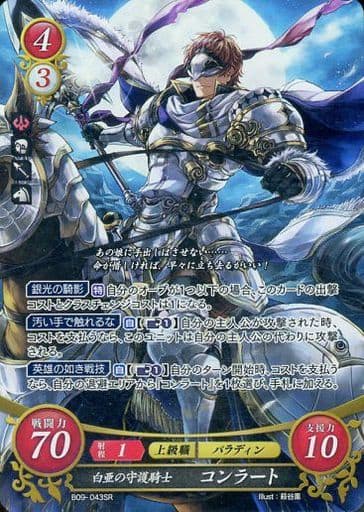 4
3
あの娘に手出しはさせない……
命が惜しければ、早々に立ち去るがいい!
銀光の騎影 特 自分のオーブが1つ以下の場合、このカードの出撃
コストとクラスチェンジコストは1になる。
汚い手で触れるな 自 【1】自分の主人公が攻撃された時、
コストを支払うなら、このユニットは自分の主人公の代わりに攻撃
される。
英雄の如き戦技 自 【1】自分のターン開始時、コストを支払う
なら、自分の退避エリアから「コンラート」を1枚選び、手札に加える。
戦闘力
70
射程
1
上級職
パラディン
支援力
10
白亜の守護騎士 コンラート
B09-043SR
Illust:萩谷薫